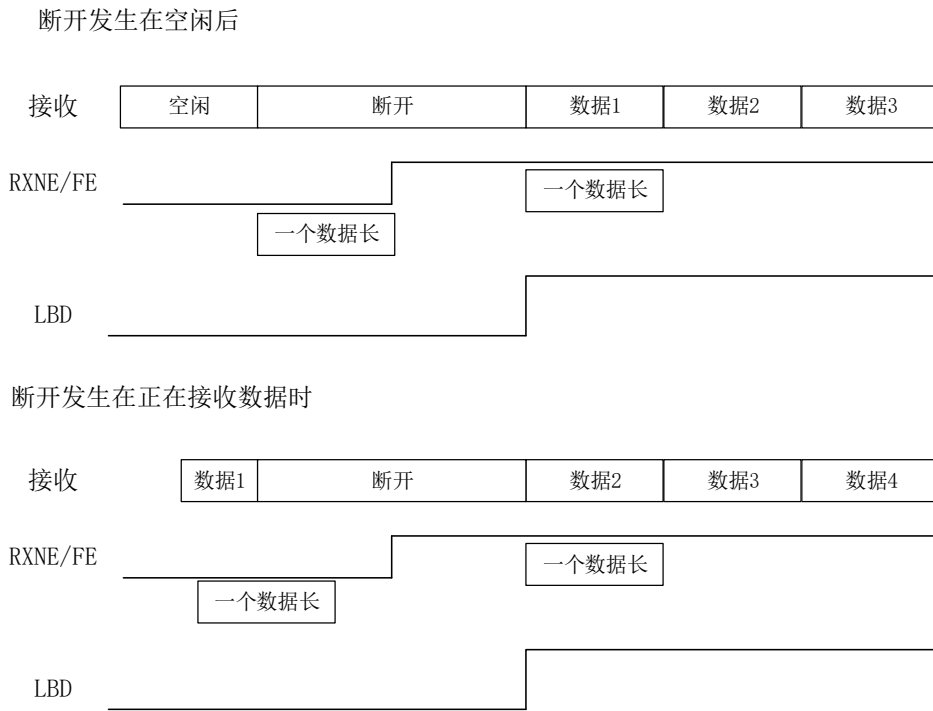 断开发生在空闲后
接收 空闲 断开 数据1 数据2 数据3
RXNE/FE 一个数据长
一个数据长
LBD
断开发生在正在接收数据时
接收 数据1 断开 数据2 数据3 数据4
RXNE/FE 一个数据长
一个数据长
LBD